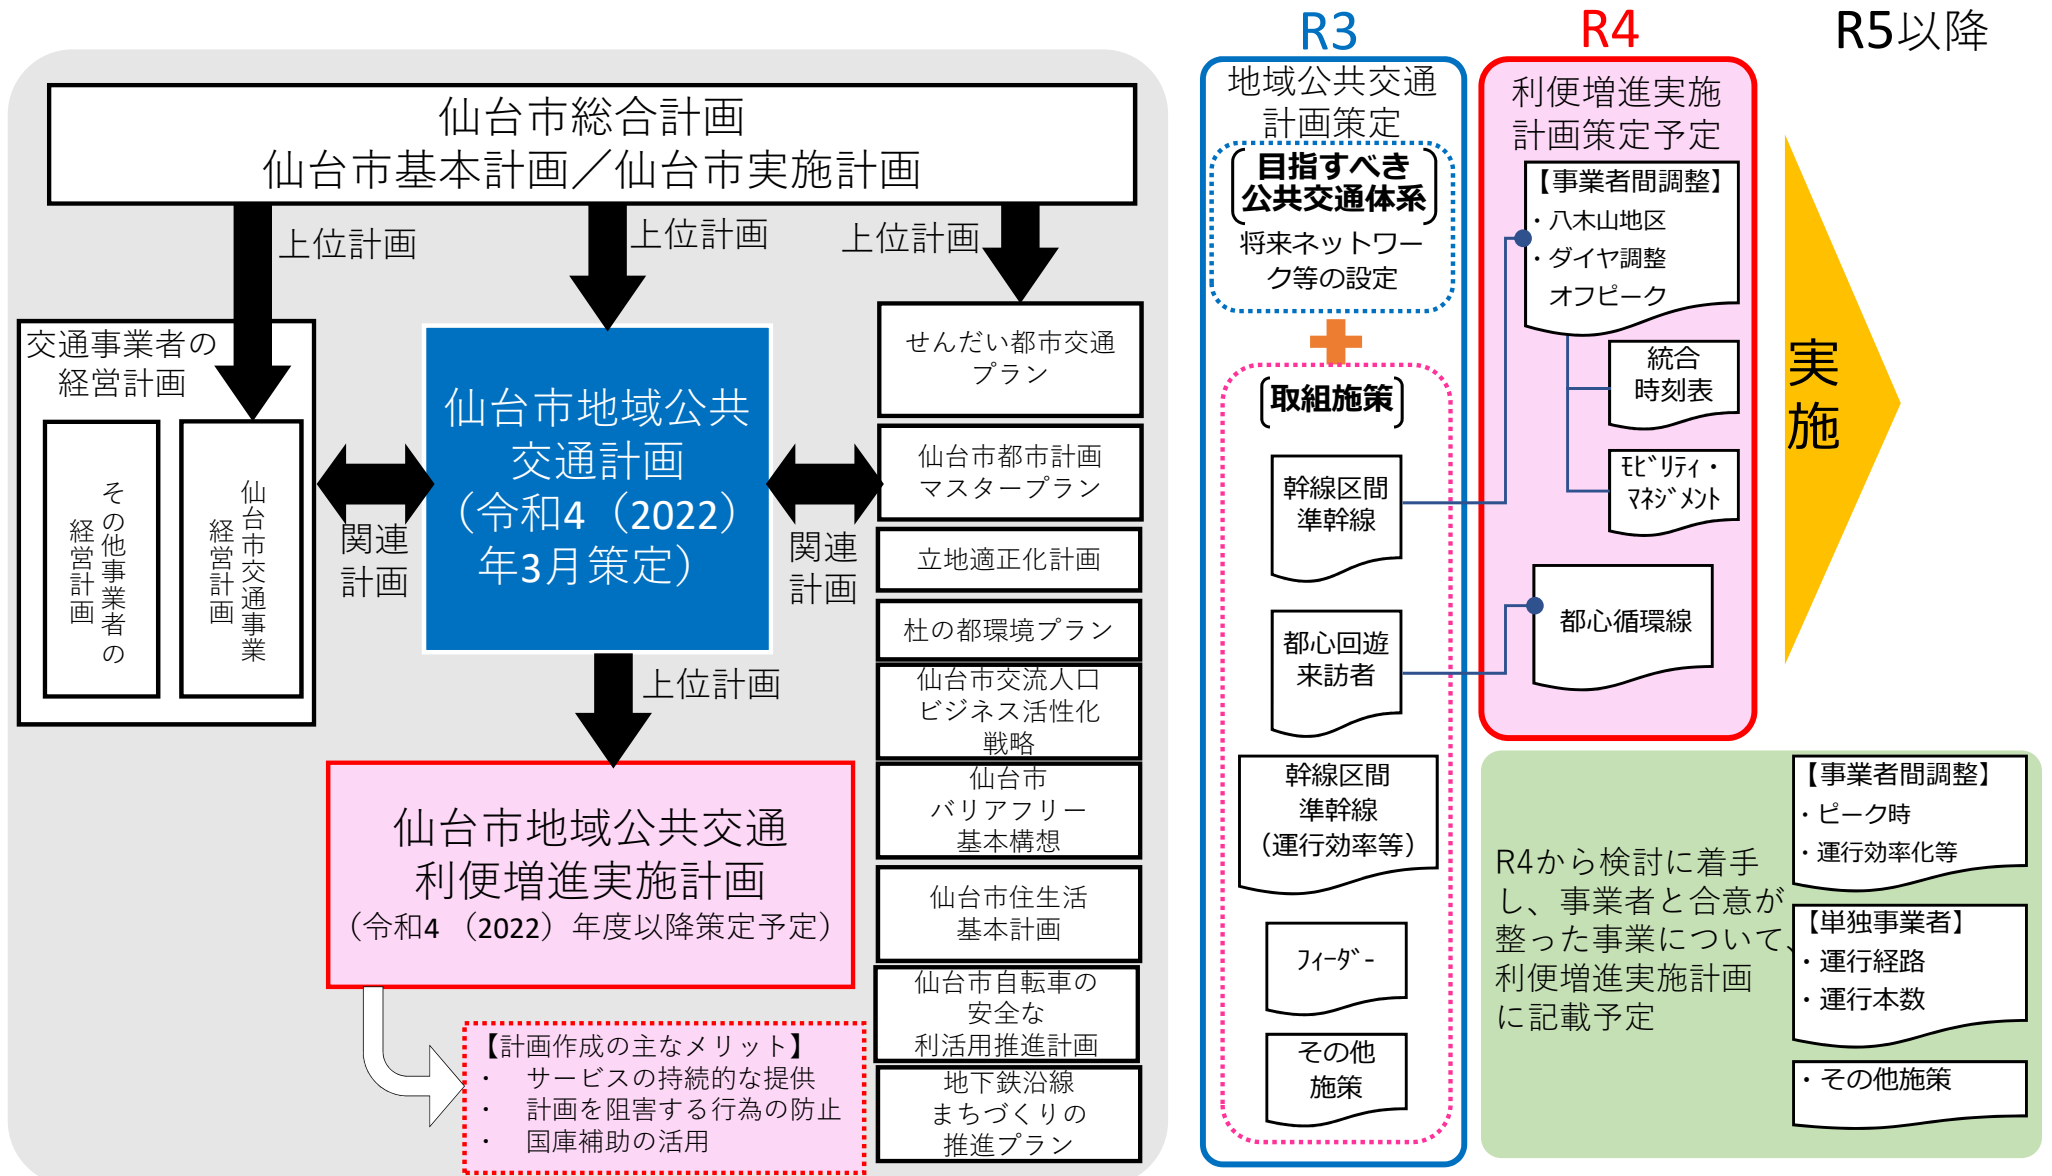 仙台市総合計画
仙台市基本計画／仙台市実施計画
上位計画
上位計画
上位計画
交通事業者の
経営計画
その他事業者の
経営計画
仙台市交通事業
経営計画
関連
計画
仙台市地域公共
交通計画
（令和4（2022）
年3月策定）
関連
計画
せんだい都市交通
プラン
仙台市都市計画
マスタープラン
立地適正化計画
杜の都環境プラン
仙台市交流人口
ビジネス活性化
戦略
仙台市
バリアフリー
基本構想
仙台市住生活
基本計画
仙台市自転車の
安全な
利活用推進計画
地下鉄沿線
まちづくりの
推進プラン
上位計画
仙台市地域公共交通
利便増進実施計画
（令和4（2022）年度以降策定予定）
【計画作成の主なメリット】
・　サービスの持続的な提供
・　計画を阻害する行為の防止
・　国庫補助の活用
R3
地域公共交通
計画策定
目指すべき
公共交通体系
将来ネットワー
ク等の設定
［取組施策］
幹線区間
準幹線
都心回遊
来訪者
幹線区間
準幹線
（運行効率等）
ﾌｨｰﾀﾞｰ
その他
施策
R4
利便増進実施
計画策定予定
【事業者間調整】
・八木山地区
・ダイヤ調整
オフピーク
統合
時刻表
ﾓﾋﾞﾘﾃｨ・
ﾏﾈｼﾞﾒﾝﾄ
都心循環線
R5以降
実
施
R4から検討に着手
し、事業者と合意が
整った事業について、
利便増進実施計画
に記載予定
【事業者間調整】
・ピーク時
・運行効率化等
【単独事業者】
・運行経路
・運行本数
・その他施策